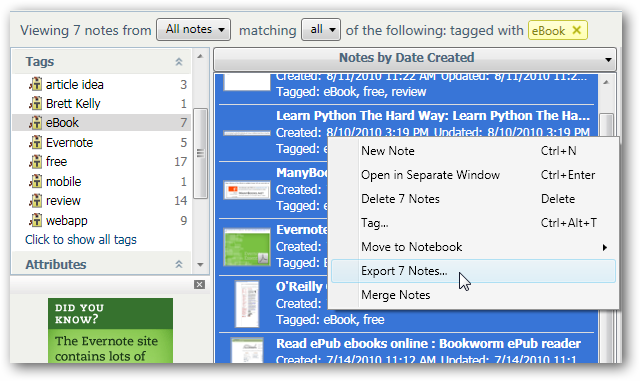 Viewing 7 notes from All notes matching all of the following: tagged with eBook
Tags
article idea 3
Brett Kelly 2
eBook 7
Evernote 5
free 17
mobile 1
review 14
webapp 9
Click to show all tags
Attributes
DID YOU
KNOW?
The Evernote site
contains lots of
Notes by Date Created
Created: 8/11/2010 11:22 AM Updated: 8/11/2010 11:2...
Tagged: eBook, free, review
Learn Python The Hard Way: Learn Python The Ha...
Created: 8/10/2010 3:19 PM Updated: 8/10/2010 3:19 PM
Tagged:
ManyBoo
Created:
Tagged:
Evernote
Created:
Tagged:
O'Reilly
Created:
Tagged: eBook, free
Read ePub ebooks online : Bookworm ePub reader
Created: 7/14/2010 11:12 AM Updated: 7/14/2010 11:1...
New Note Ctrl+N
Open in Separate Window Ctrl+Enter
Delete 7 Notes Delete
Tag... Ctrl+Alt+T
Move to Notebook
Export 7 Notes...
Merge Notes